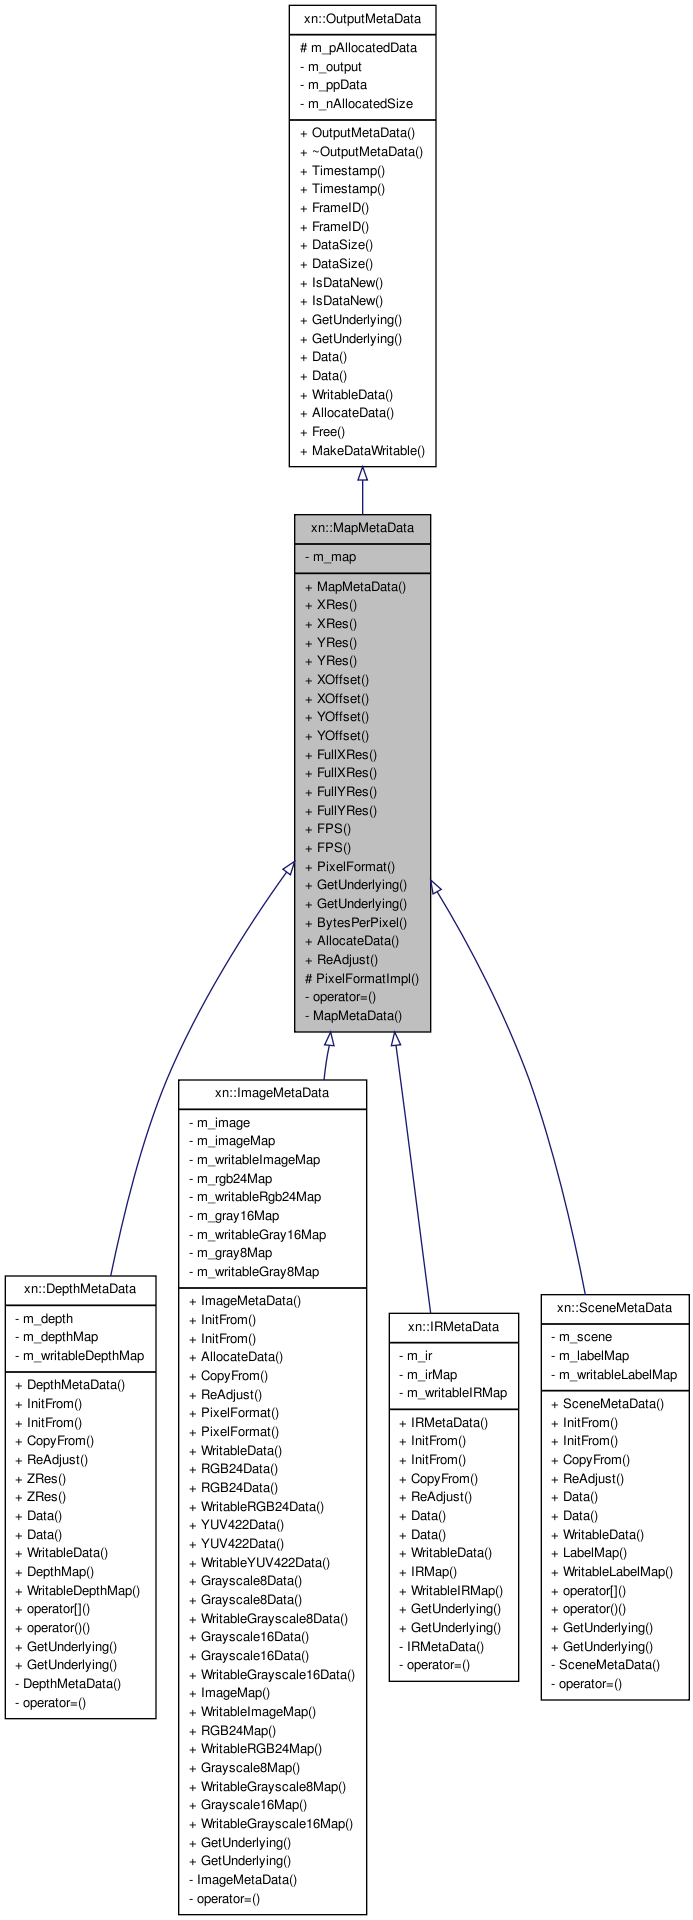 xn::OutputMetaData
# m_pAllocatedData
- m_output
- m_ppData
- m_nAllocatedSize
+ OutputMetaData()
+ ~OutputMetaData()
+ Timestamp()
+ Timestamp()
+ FrameID()
+ FrameID()
+ DataSize()
+ DataSize()
+ IsDataNew()
+ IsDataNew()
+ GetUnderlying()
+ GetUnderlying()
+ Data()
+ Data()
+ WritableData()
+ AllocateData()
+ Free()
+ MakeDataWritable()
xn::MapMetaData
- m_map
+ MapMetaData()
+ XRes()
+ XRes()
+ YRes()
+ YRes()
+ XOffset()
+ XOffset()
+ YOffset()
+ YOffset()
+ FullXRes()
+ FullXRes()
+ FullYRes()
+ FullYRes()
+ FPS()
+ FPS()
+ PixelFormat()
+ GetUnderlying()
+ GetUnderlying()
+ BytesPerPixel()
+ AllocateData()
+ ReAdjust()
# PixelFormatImpl()
- operator=()
- MapMetaData()
xn::DepthMetaData
- m_depth
- m_depthMap
- m_writableDepthMap
+ DepthMetaData()
+ InitFrom()
+ InitFrom()
+ CopyFrom()
+ ReAdjust()
+ ZRes()
+ ZRes()
+ Data()
+ Data()
+ WritableData()
+ DepthMap()
+ WritableDepthMap()
+ operator[]()
+ operator()()
+ GetUnderlying()
+ GetUnderlying()
- DepthMetaData()
- operator=()
xn::ImageMetaData
- m_image
- m_imageMap
- m_writableImageMap
- m_rgb24Map
- m_writableRgb24Map
- m_gray16Map
- m_writableGray16Map
- m_gray8Map
- m_writableGray8Map
+ ImageMetaData()
+ InitFrom()
+ InitFrom()
+ AllocateData()
+ CopyFrom()
+ ReAdjust()
+ PixelFormat()
+ PixelFormat()
+ WritableData()
+ RGB24Data()
+ RGB24Data()
+ WritableRGB24Data()
+ YUV422Data()
+ YUV422Data()
+ WritableYUV422Data()
+ Grayscale8Data()
+ Grayscale8Data()
+ WritableGrayscale8Data()
+ Grayscale16Data()
+ Grayscale16Data()
+ WritableGrayscale16Data()
+ ImageMap()
+ WritableImageMap()
+ RGB24Map()
+ WritableRGB24Map()
+ Grayscale8Map()
+ WritableGrayscale8Map()
+ Grayscale16Map()
+ WritableGrayscale16Map()
+ GetUnderlying()
+ GetUnderlying()
- ImageMetaData()
- operator=()
xn::IRMetaData
- m_ir
- m_irMap
- m_writableIRMap
+ IRMetaData()
+ InitFrom()
+ InitFrom()
+ CopyFrom()
+ ReAdjust()
+ Data()
+ Data()
+ WritableData()
+ IRMap()
+ WritableIRMap()
+ GetUnderlying()
+ GetUnderlying()
- IRMetaData()
- operator=()
xn::SceneMetaData
- m_scene
- m_labelMap
- m_writableLabelMap
+ SceneMetaData()
+ InitFrom()
+ InitFrom()
+ CopyFrom()
+ ReAdjust()
+ Data()
+ Data()
+ WritableData()
+ LabelMap()
+ WritableLabelMap()
+ operator[]()
+ operator()()
+ GetUnderlying()
+ GetUnderlying()
- SceneMetaData()
- operator=()